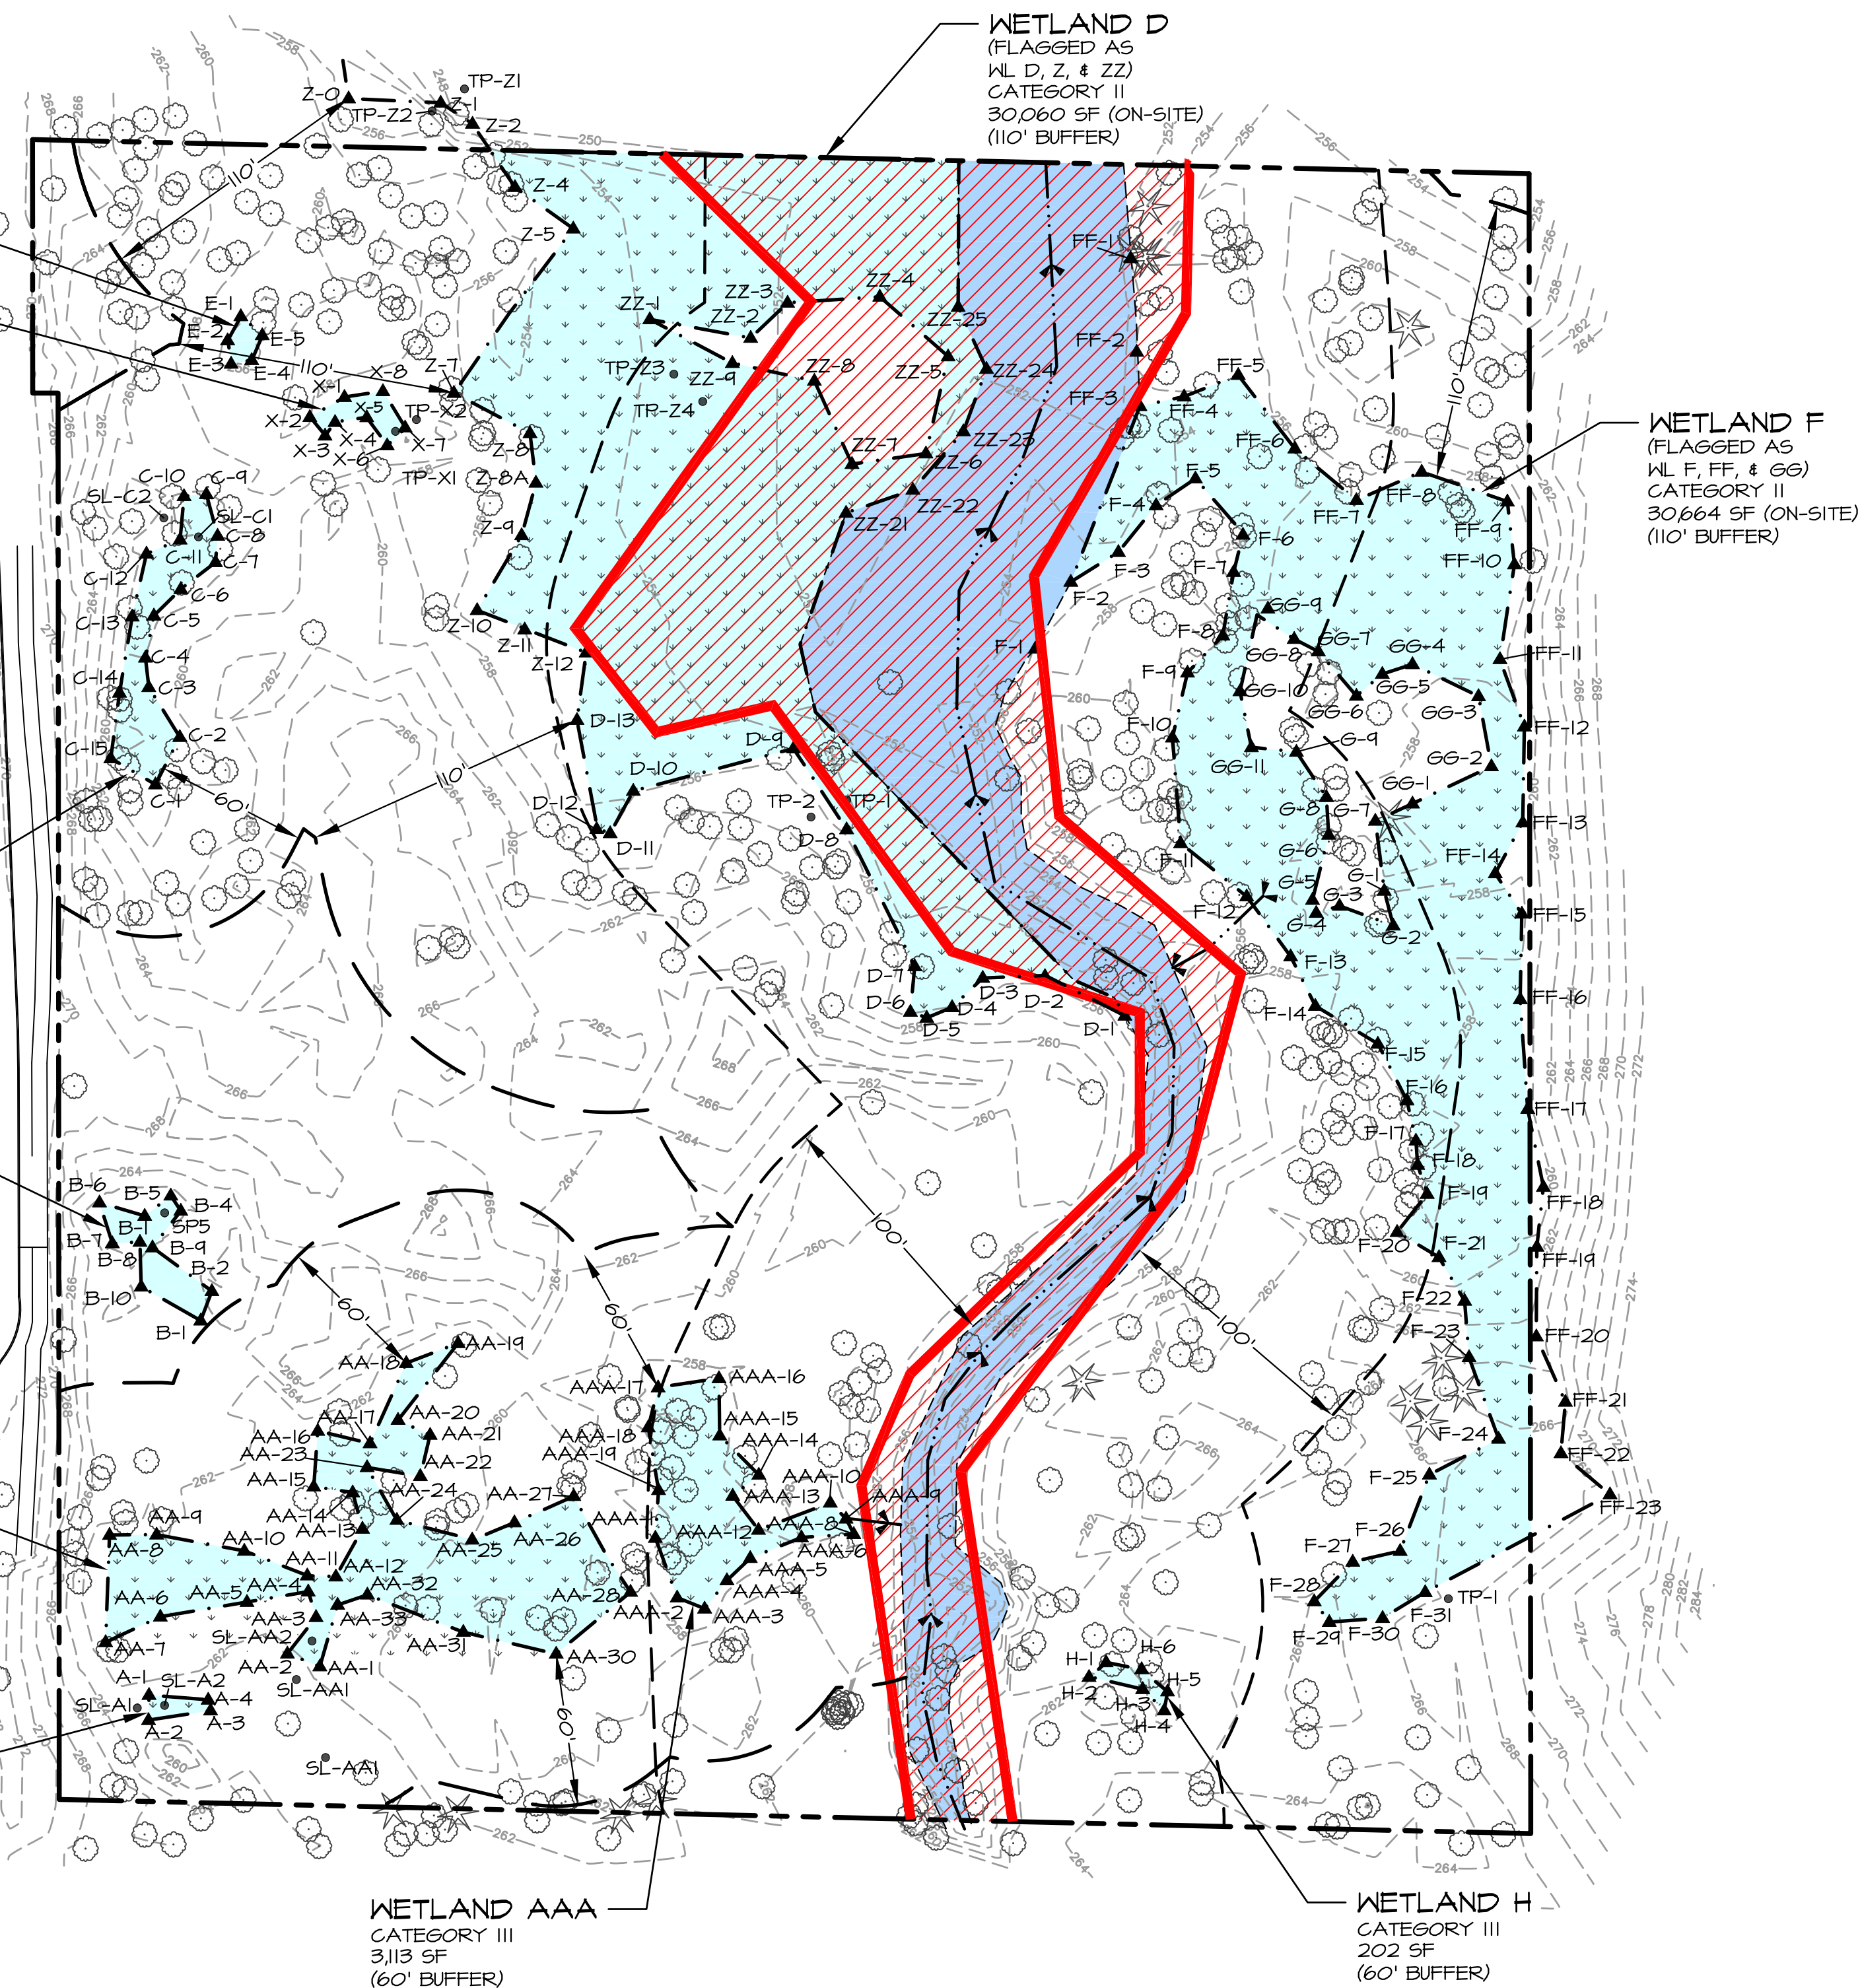 WETLAND D
(FLAGGED AS
WL D, Z, & ZZ)
CATEGORY II
30,060 SF (ON-SITE)
(110' BUFFER)
WETLAND F
(FLAGGED AS
WL F, FF, & GG)
CATEGORY II
30,664 SF (ON-SITE)
(110' BUFFER)
TP-Z1
Z-0
TP-Z2
Z-1
Z-2
Z-4
Z-5
110'
E-1
E-2
E-5
E-3
E-4
110'
Z-7
X-1
X-8
X-2
X-5
TP-X2
X-3
X-4
X-7
X-6
TP-X1
Z-8
Z-8A
Z-9
Z-10
Z-11
Z-12
ZZ-1
ZZ-3
ZZ-2
ZZ-4
ZZ-25
TP-Z3
ZZ-9
ZZ-8
ZZ-5
ZZ-24
TP-Z4
ZZ-7
ZZ-6
ZZ-23
ZZ-22
ZZ-21
FF-1
FF-2
FF-3
FF-4
FF-5
FF-6
FF-7
FF-8
110'
FF-9
FF-10
FF-11
FF-12
FF-13
FF-14
FF-15
FF-16
FF-17
FF-18
FF-19
FF-20
FF-21
FF-22
FF-23
F-5
F-4
F-6
F-3
F-7
F-2
F-1
F-8
F-9
F-10
F-11
F-12
F-13
F-14
F-15
F-16
F-17
F-18
F-19
F-20
F-21
F-22
F-23
F-24
F-25
F-26
F-27
F-28
F-29
F-30
F-31
TP-1
GG-9
GG-7
GG-8
GG-4
GG-5
GG-10
GG-6
GG-3
GG-2
GG-11
GG-1
G-9
G-8
G-7
G-6
G-5
G-1
G-3
G-4
G-2
C-10
C-9
SL-C2
SL-C1
C-8
C-11
C-7
C-12
C-6
C-13
C-5
C-4
C-14
C-3
C-2
C-15
C-1
60'
110'
D-13
D-9
D-10
D-12
TP-2
TP-1
D-11
D-8
D-7
D-3
D-2
D-6
D-4
D-5
D-1
B-6
B-5
B-4
B-1
SP5
B-7
B-8
B-9
B-2
B-10
B-1
60'
60'
100'
100'
AA-18
AA-19
AA-17
AA-20
AA-16
AA-21
AA-23
AA-22
AA-15
AA-24
AA-14
AA-27
AA-9
AA-13
AA-8
AA-10
AA-25
AA-26
AA-11
AA-12
AA-6
AA-5
AA-4
AA-32
AA-28
AA-3
AA-33
AA-7
SL-AA2
AA-31
AA-2
AA-1
AA-30
A-1
SL-A2
SL-AA1
SL-A1
A-4
A-2
A-3
SL-AA1
60'
AAA-17
AAA-16
AAA-15
AAA-18
AAA-14
AAA-19
AAA-10
AAA-13
AAA-9
AAA-1
AAA-12
AAA-8
AAA-6
AAA-5
AAA-4
AAA-2
AAA-3
H-1
H-6
H-2
H-5
H-3
H-4
WETLAND AAA
CATEGORY III
3,113 SF
(60' BUFFER)
WETLAND H
CATEGORY III
202 SF
(60' BUFFER)